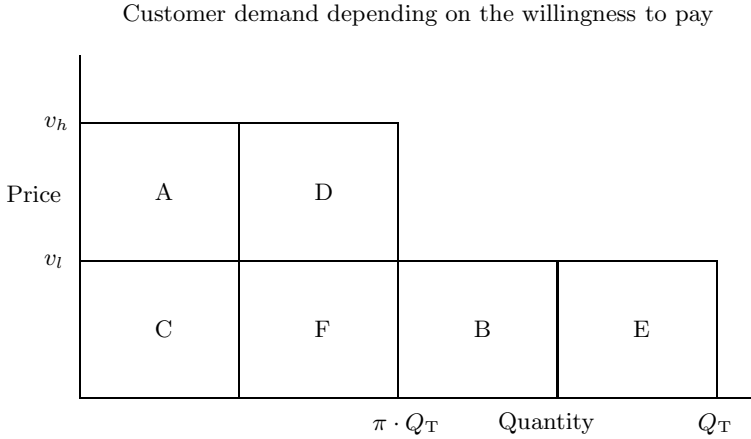 Customer demand depending on the willingness to pay
v_h
Price
A
D
v_l
C
F
B
E
π · Q_T
Quantity
Q_T